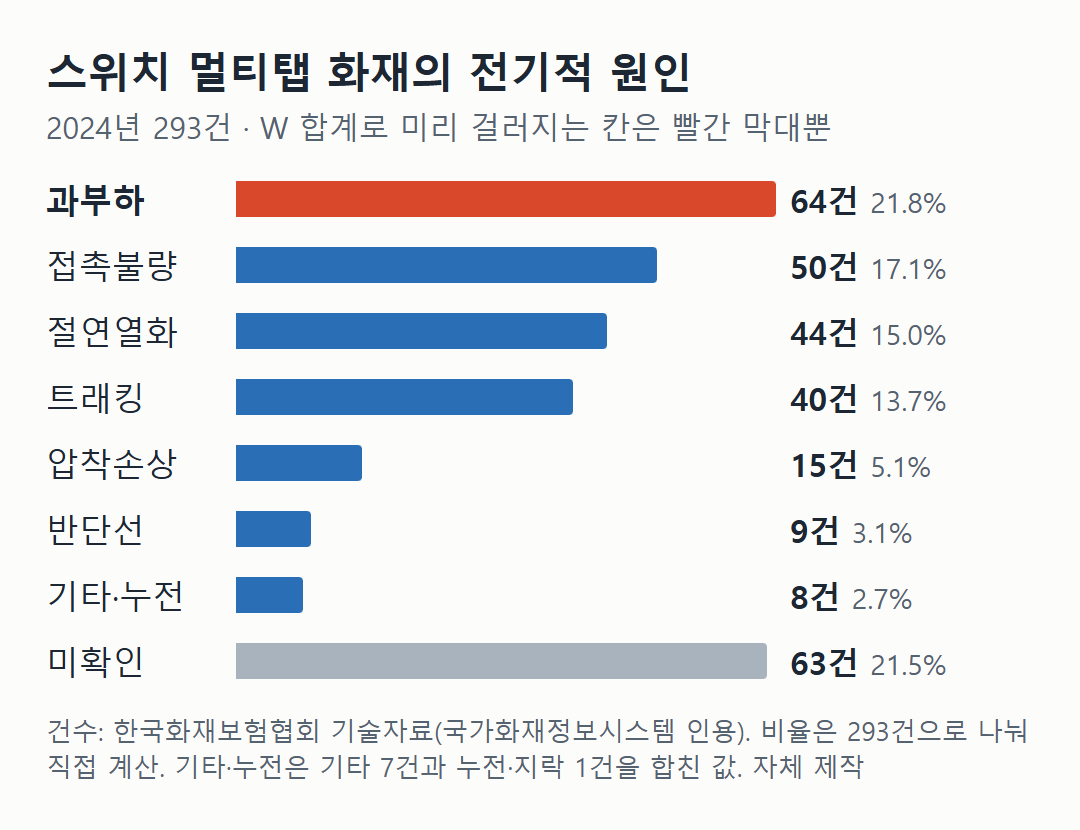 스위치 멀티탭 화재의 전기적 원인
2024년 293건 · W 합계로 미리 걸러지는 칸은 빨간 막대뿐
과부하 64건 21.8%
접촉불량 50건 17.1%
절연열화 44건 15.0%
트래킹 40건 13.7%
압착손상 15건 5.1%
반단선 9건 3.1%
기타·누전 8건 2.7%
미확인 63건 21.5%
건수: 한국화재보험협회 기술자료(국가화재정보시스템 인용). 비율은 293건으로 나눠
직접 계산. 기타·누전은 기타 7건과 누전·지락 1건을 합친 값. 자체 제작